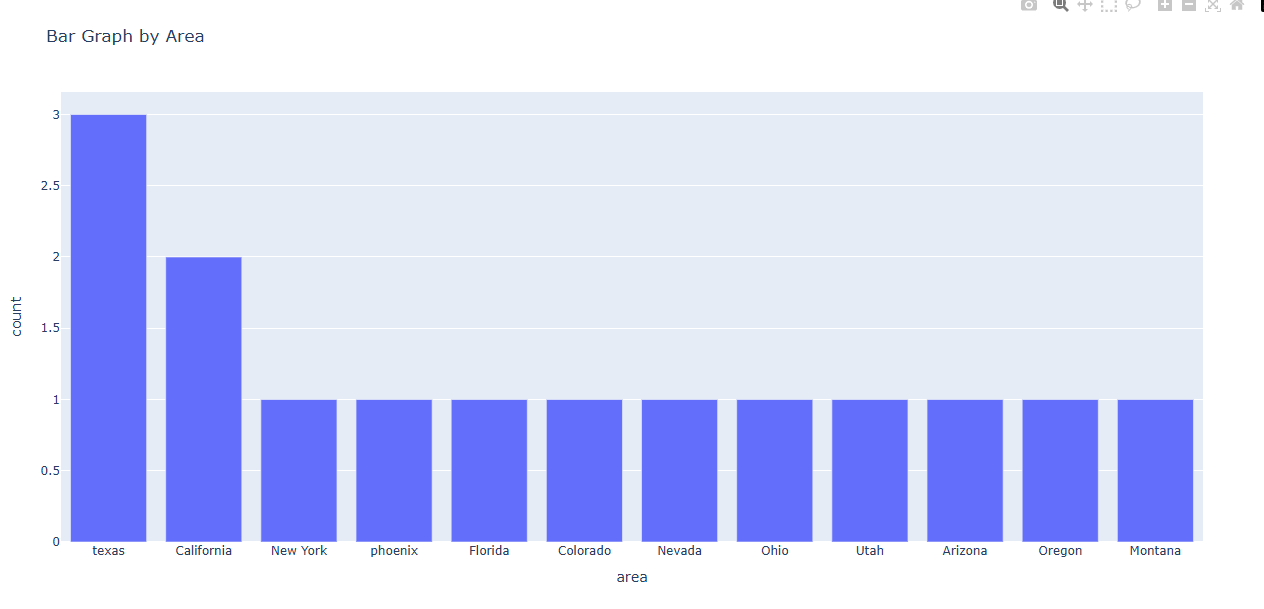 Bar Graph by Area
3
2.5
2
1.5
1
0.5
0
count
texas California New York phoenix Florida Colorado Nevada Ohio Utah Arizona Oregon Montana
area